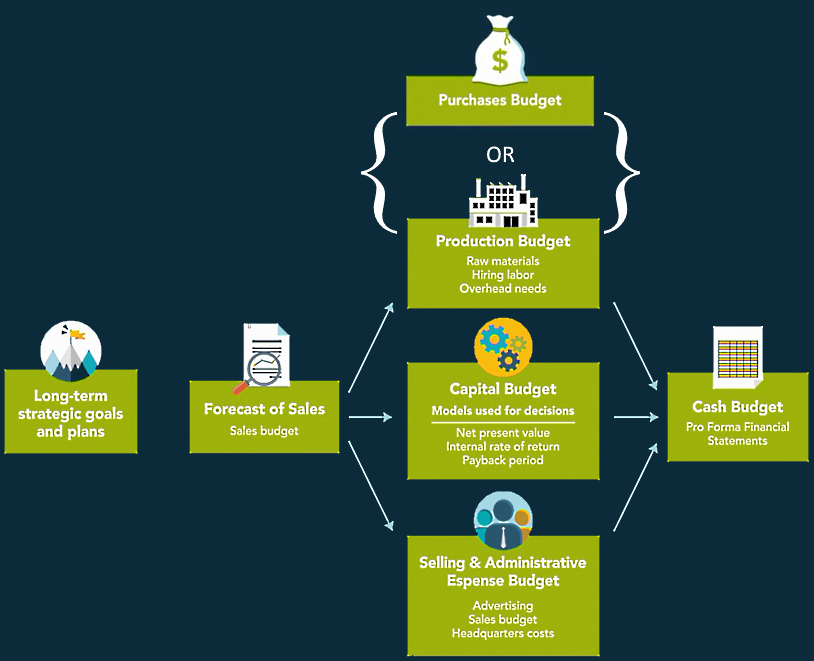 $
Purchases Budget
OR
Production Budget
Raw materials
Hiring labor
Overhead needs
Long-term
strategic goals
and plans
Forecast of Sales
Sales budget
Capital Budget
Models used for decisions
Net present value
Internal rate of return
Payback period
Cash Budget
Pro Forma Financial
Statements
Selling & Administrative
Espense Budget
Advertising
Sales budget
Headquarters costs